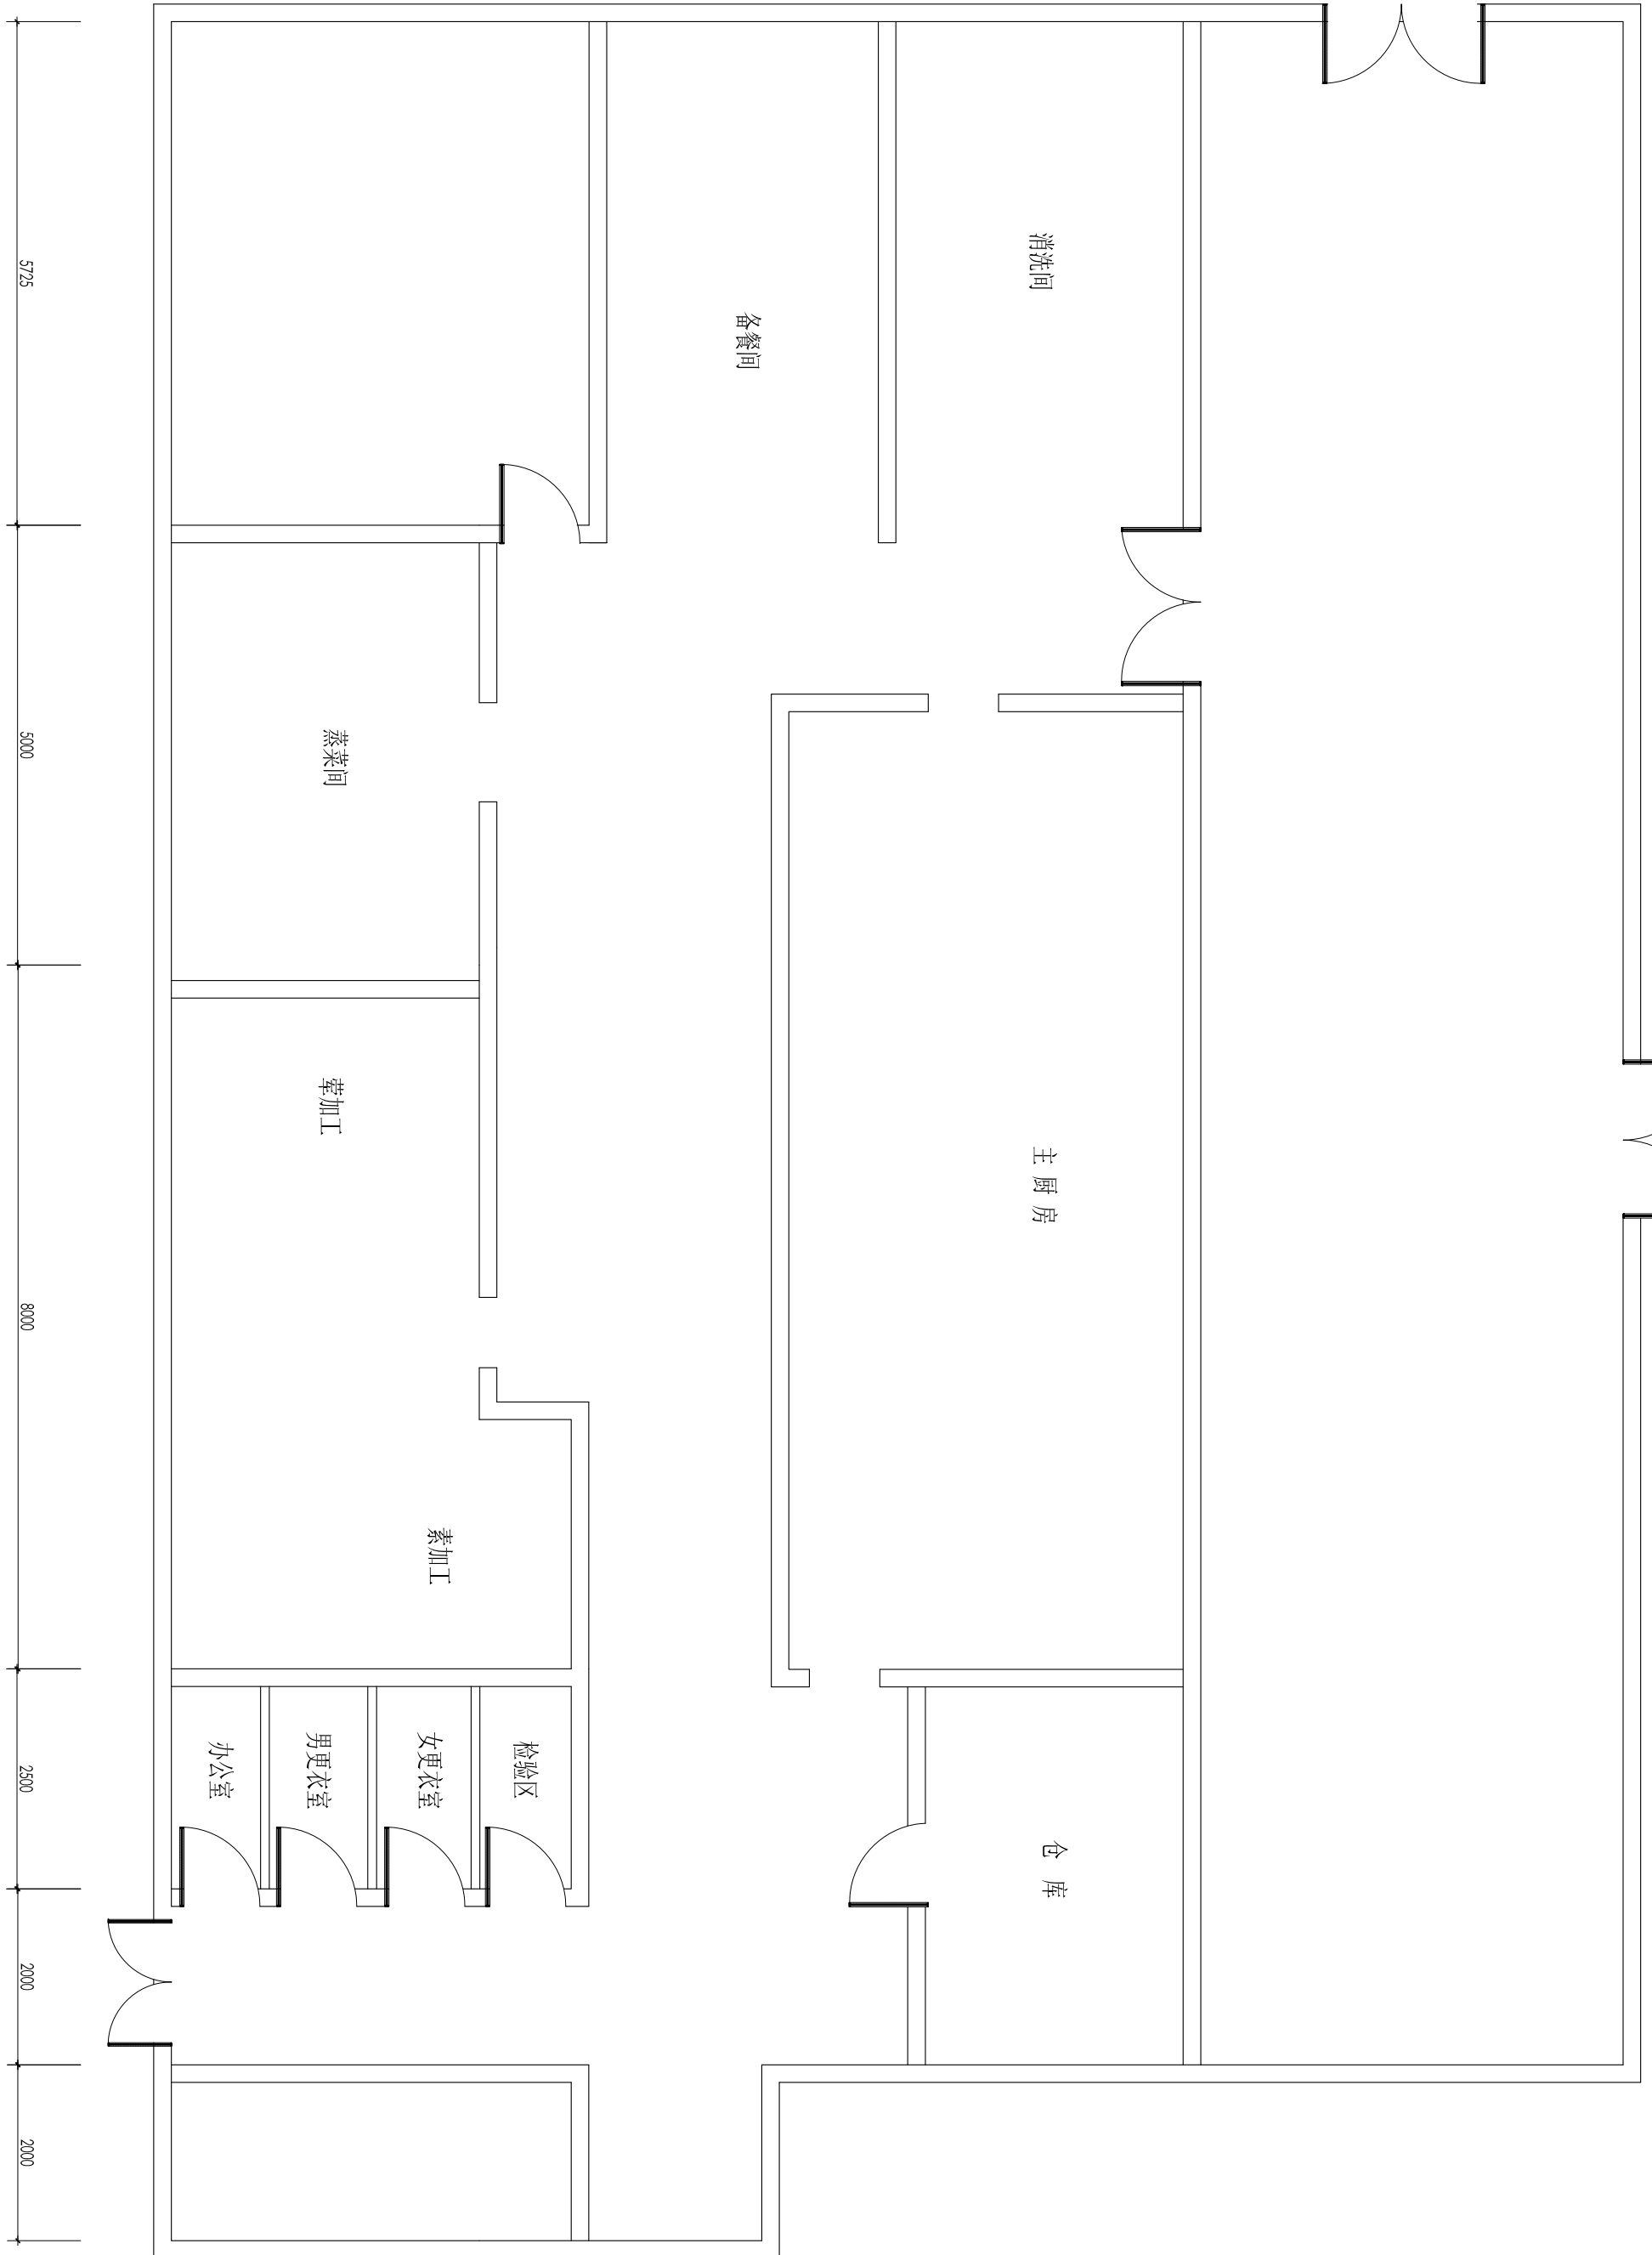 消洗间
备餐间
5725
蒸菜间
5000
荤加工
主 厨 房
8000
素加工
办公室
男更衣室
女更衣室
检验区
2500
仓 库
2000
2000